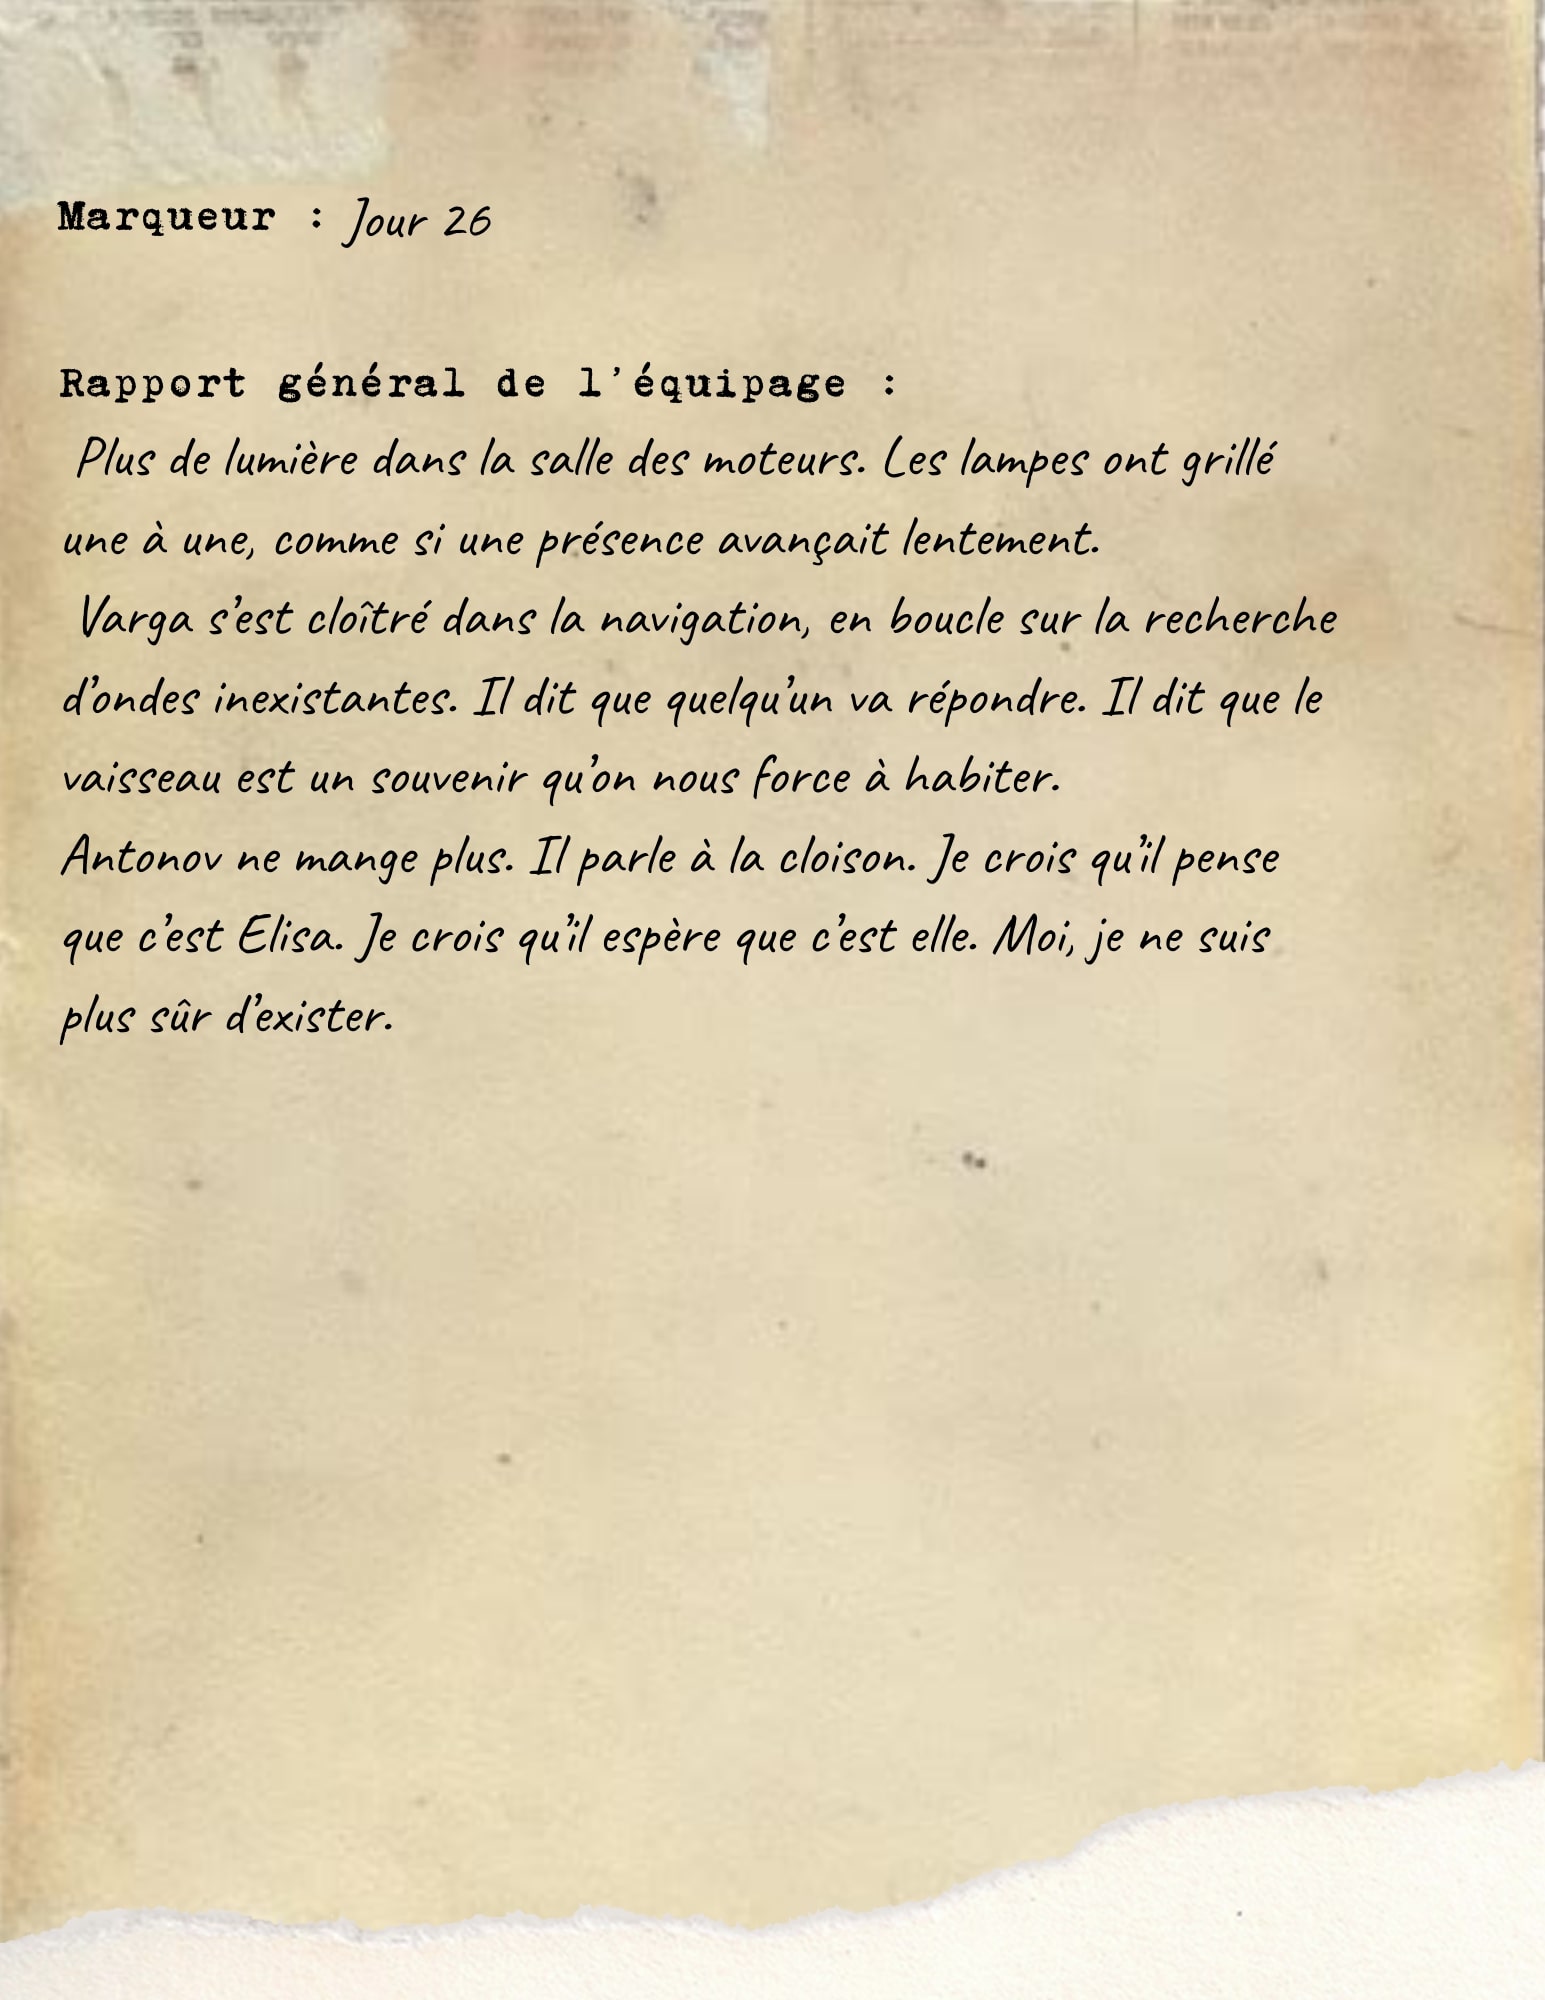 Marqueur : Jour 26
Rapport général de l'équipage :
Plus de lumière dans la salle des moteurs. Les lampes ont grillé
une à une, comme si une présence avançait lentement.
Varga s'est cloîtré dans la navigation, en boucle sur la recherche
d'ondes inexistantes. Il dit que quelqu'un va répondre. Il dit que le
vaisseau est un souvenir qu'on nous force à habiter.
Antonov ne mange plus. Il parle à la cloison. Je crois qu'il pense
que c'est Elisa. Je crois qu'il espère que c'est elle. Moi, je ne suis
plus sûr d'exister.